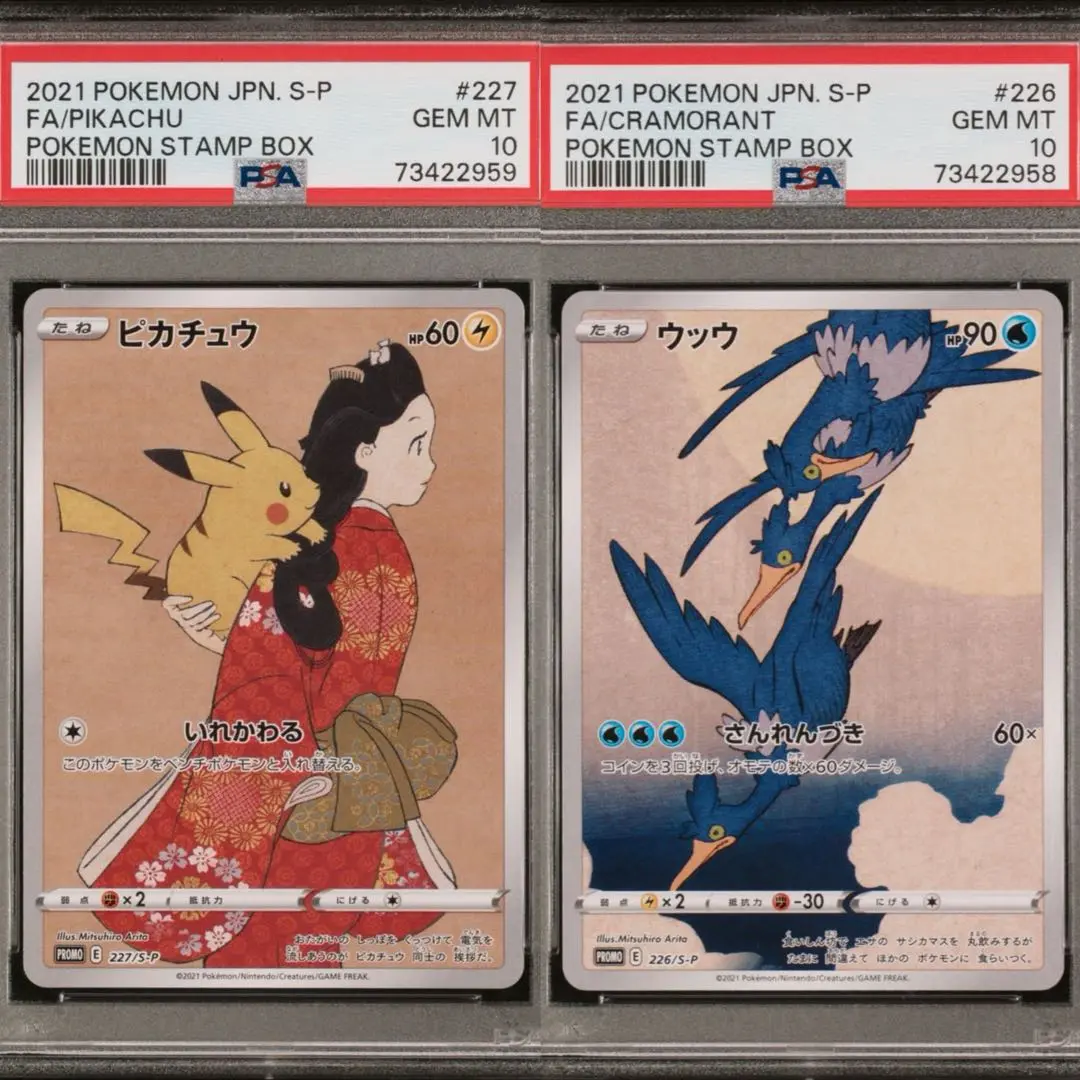 2021 POKEMON JPN. S-P #227
FA/PIKACHU GEM MT
POKEMON STAMP BOX 10
PSA 73422959
たね ピカチュウ HP60
いれかわる
このポケモンをベンチポケモンと入れ替える。
弱点 ×2 抵抗力 にげる
Illus. Mitsuhiro Arita
PROMO E 227/S-P
おたがいの しっぽを くっつけて 電気を
流しあうのが ピカチュウ 同士の 挨拶だ。
©2021 Pokémon/Nintendo/Creatures/GAME FREAK.
2021 POKEMON JPN. S-P #226
FA/CRAMORANT GEM MT
POKEMON STAMP BOX 10
PSA 73422958
たね ウッウ HP90
さんれんづき 60×
コインを3回投げ、オモテの数×60ダメージ。
弱点 ×2 抵抗力 -30 にげる
Illus. Mitsuhiro Arita
PROMO E 226/S-P
食いしん坊で エサの サシカマスを 丸飲みするが
たまに 間違えて ほかの ポケモンに 食らいつく。
©2021 Pokémon/Nintendo/Creatures/GAME FREAK.